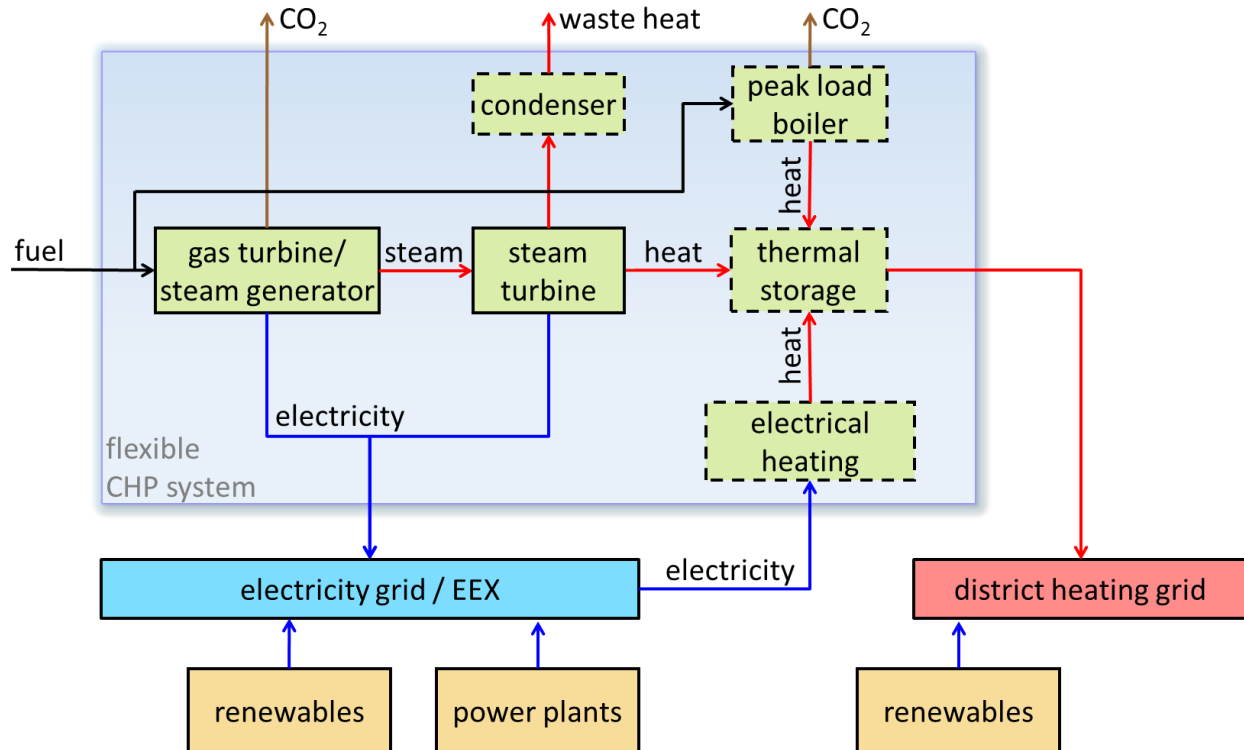 CO₂
waste heat
CO₂
condenser
peak load
boiler
heat
fuel
gas turbine/
steam generator
steam
steam
turbine
heat
thermal
storage
heat
electricity
electrical
heating
flexible
CHP system
electricity grid / EEX
electricity
district heating grid
renewables
power plants
renewables